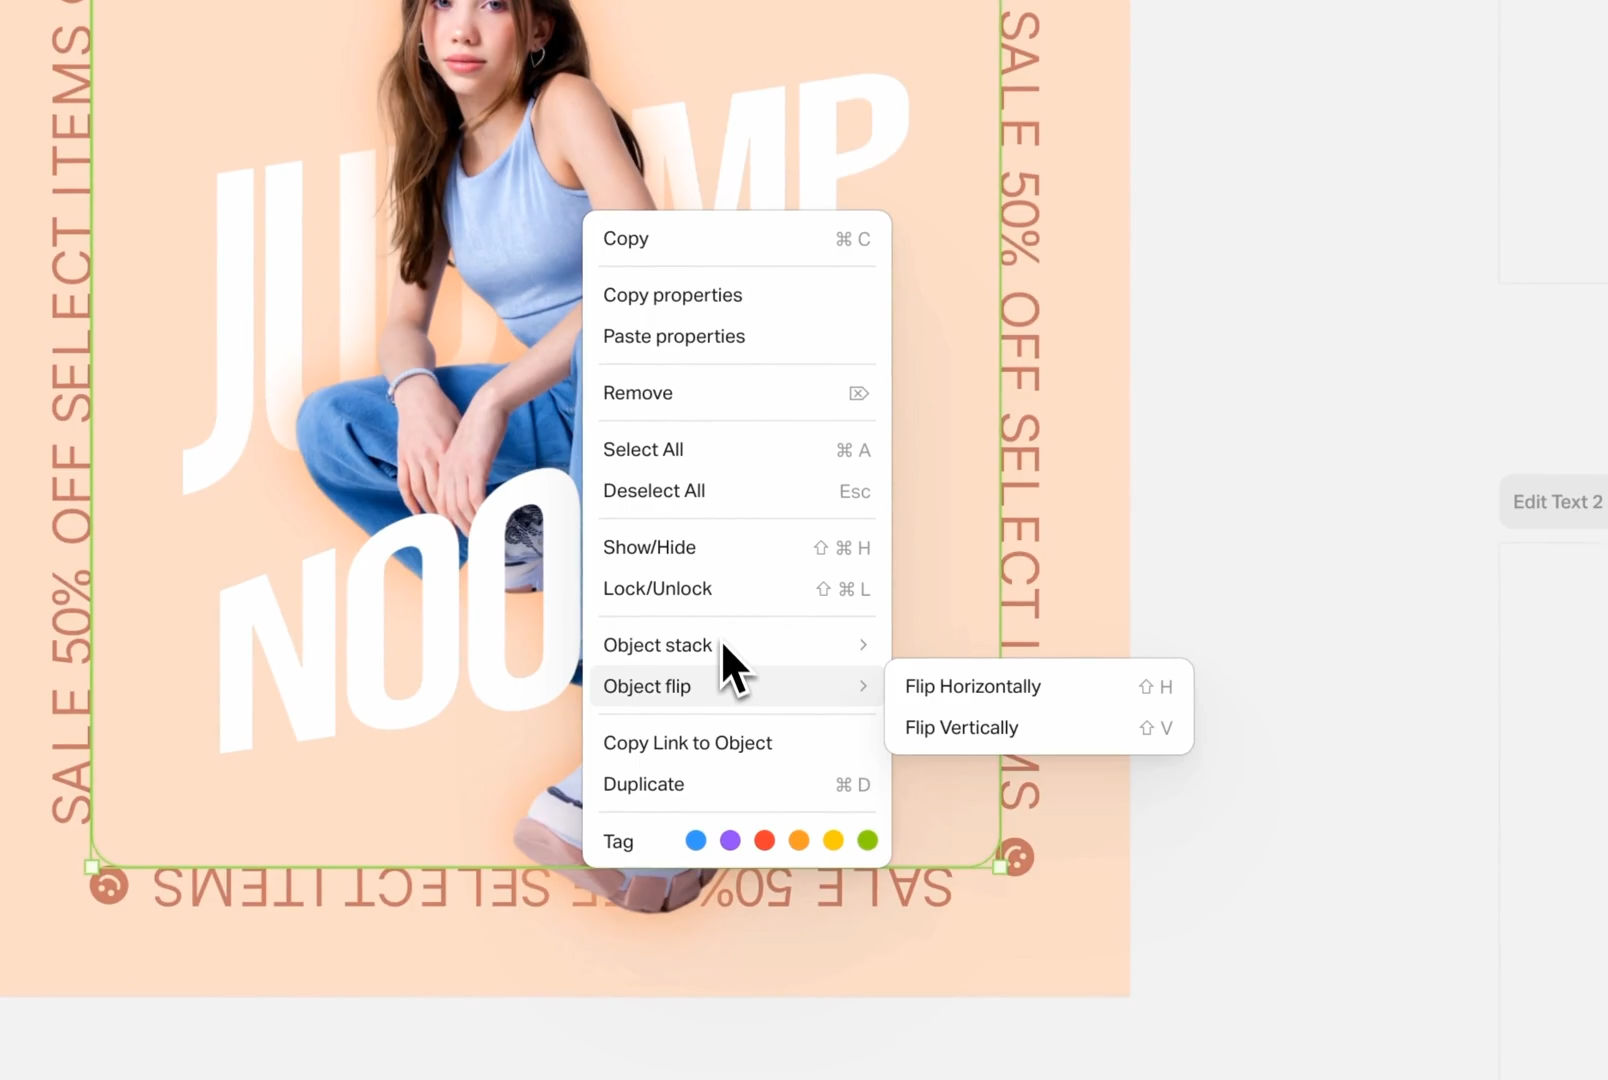 SALE 50% OFF SELECT ITEMS
SALE 50% OFF SELECT ITEMS
JU MP
NOO
Copy ⌘ C
Copy properties
Paste properties
Remove
Select All ⌘ A
Deselect All Esc
Show/Hide ⇧ ⌘ H
Lock/Unlock ⇧ ⌘ L
Object stack
Object flip
Flip Horizontally ⇧ H
Flip Vertically ⇧ V
Copy Link to Object
Duplicate ⌘ D
Tag
SALE 50% SELECT ITEMS
Edit Text 2